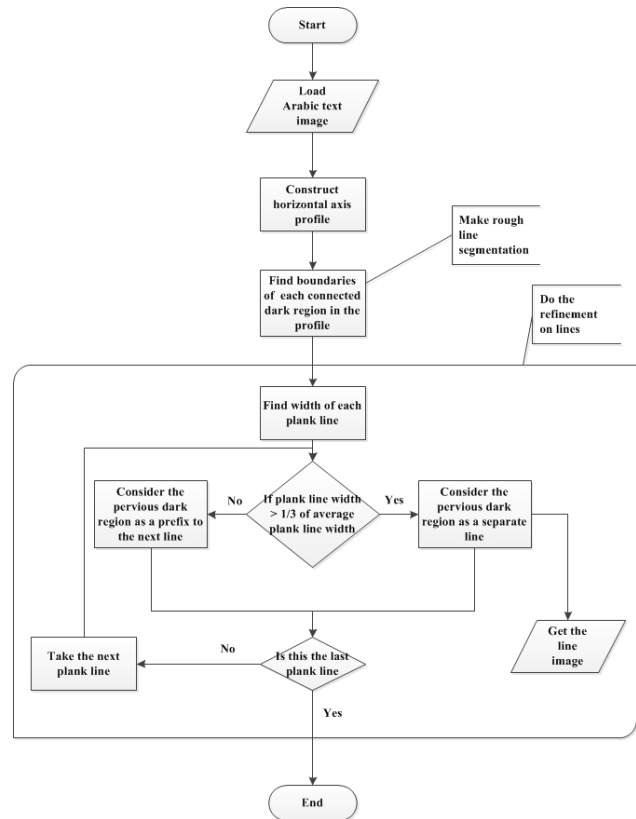 Start
Load
Arabic text
image
Construct
horizontal axis
profile
Make rough
line
segmentation
Find boundaries
of each connected
dark region in the
profile
Do the
refinement
on lines
Find width of each
plank line
Consider the
pervious dark
region as a prefix to
the next line
No
If plank line width
> 1/3 of average
plank line width
Yes
Consider the
pervious dark
region as a separate
line
Take the next
plank line
No
Is this the last
plank line
Get the
line
image
Yes
End